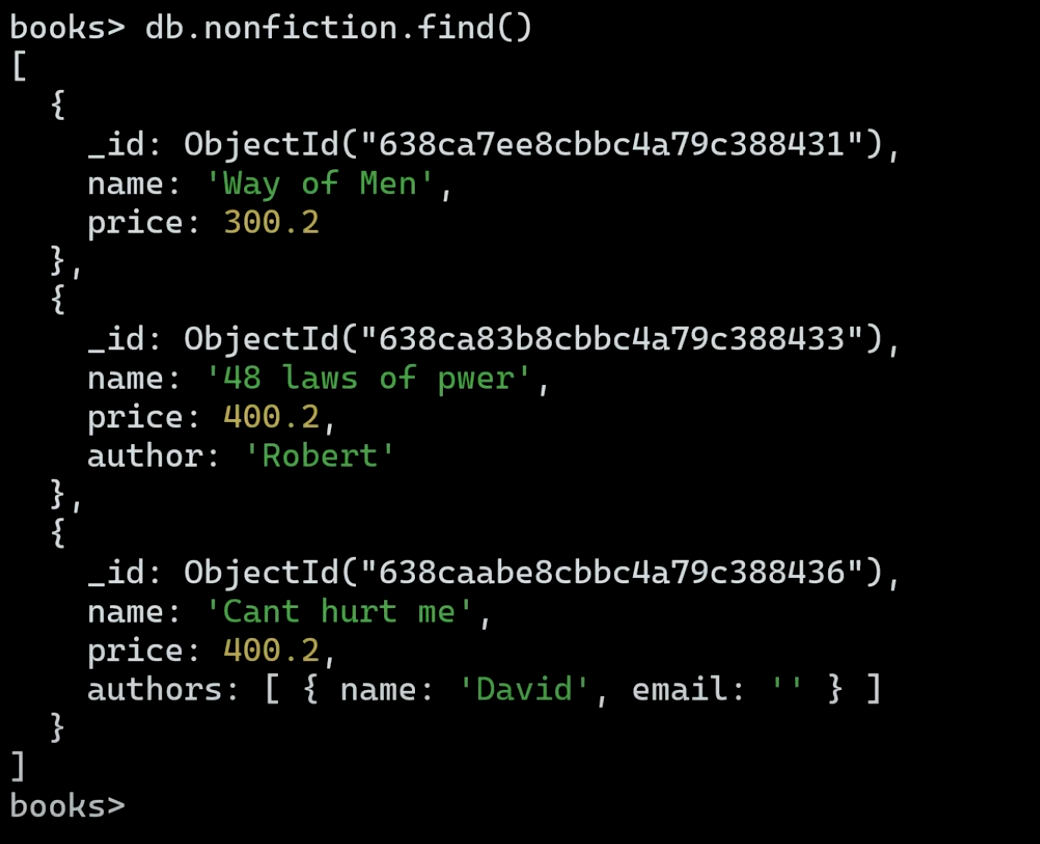 books> db.nonfiction.find()
[
  {
    _id: ObjectId("638ca7ee8cbbc4a79c388431"),
    name: 'Way of Men',
    price: 300.2
  },
  {
    _id: ObjectId("638ca83b8cbbc4a79c388433"),
    name: '48 laws of pwer',
    price: 400.2,
    author: 'Robert'
  },
  {
    _id: ObjectId("638caabe8cbbc4a79c388436"),
    name: 'Cant hurt me',
    price: 400.2,
    authors: [ { name: 'David', email: '' } ]
  }
]
books>